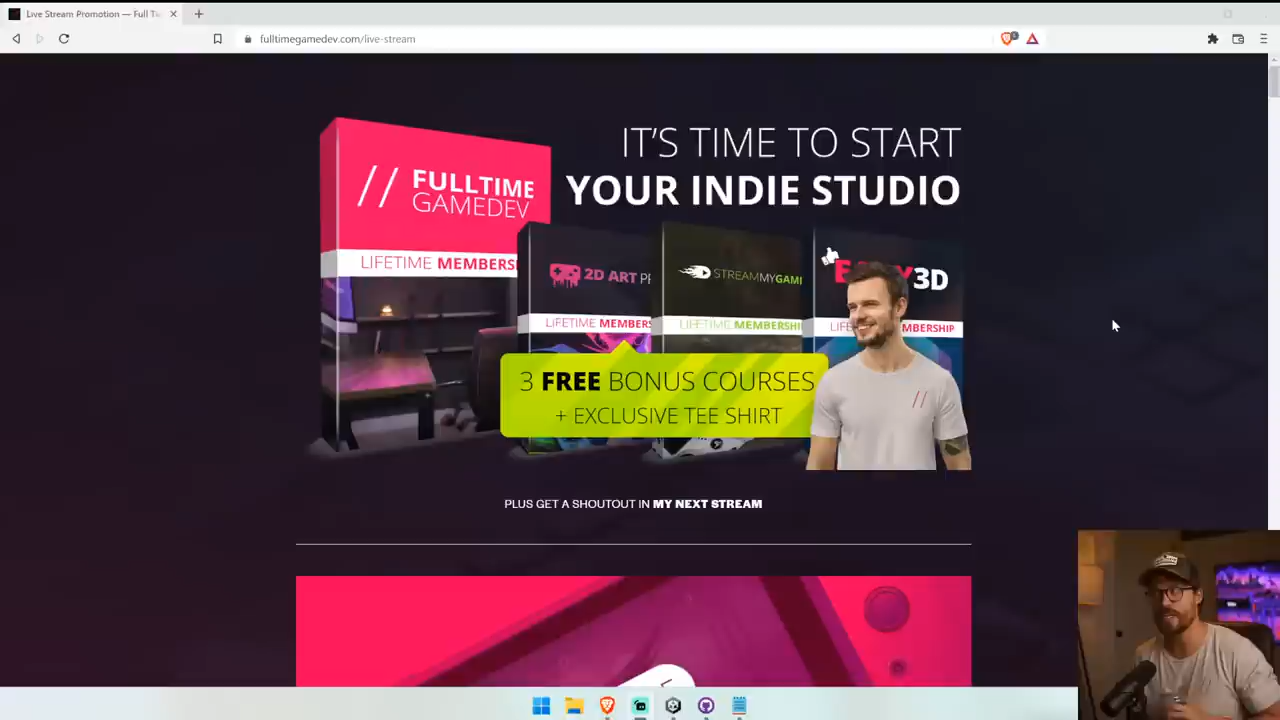 Live Stream Promotion — Full Ti
fulltimegamedev.com/live-stream
IT'S TIME TO START
YOUR INDIE STUDIO
// FULLTIME
GAMEDEV
LIFETIME MEMBERS
2D ART P
LIFETIME MEMBERS
STREAMMYGAM
LIFETIME MEMBERSHI
3D
MBERSHIP
//
3 FREE BONUS COURSES
+ EXCLUSIVE TEE SHIRT
PLUS GET A SHOUTOUT IN MY NEXT STREAM